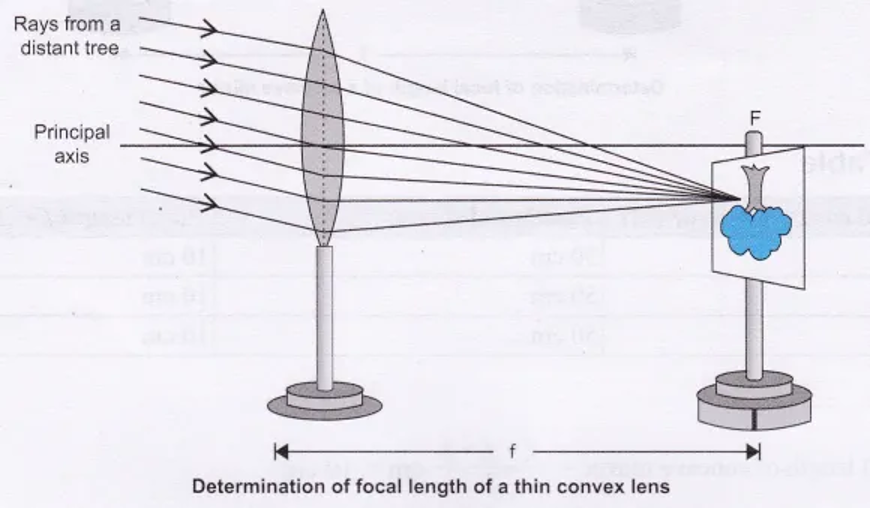 Rays from a
distant tree
Principal
axis
F
f
Determination of focal length of a thin convex lens